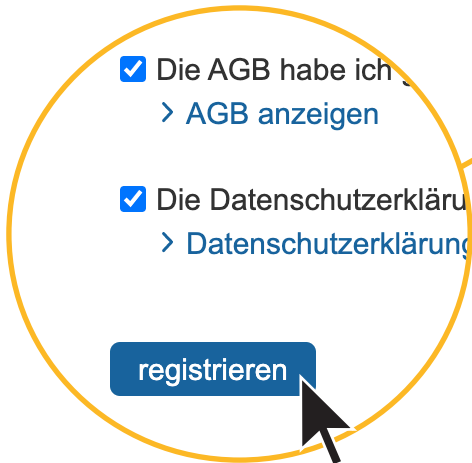 Die AGB habe ich
> AGB anzeigen
Die Datenschutzerkläru
> Datenschutzerklärung
registrieren